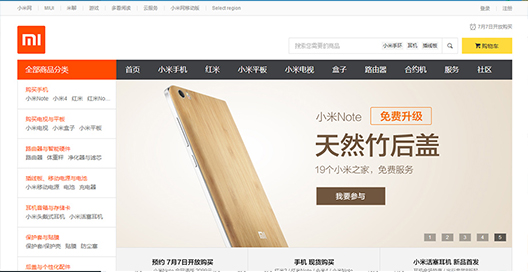 小米网 MIUI 米聊 游戏 多看阅读 云服务 小米网移动版 Select region
登录 注册
7月7日开放购买
mi
搜索您需要的商品 小米手环 耳机 插线板
购物车
全部商品分类 首页 小米手机 红米 小米平板 小米电视 盒子 路由器 合约机 服务 社区
购买手机
小米Note 小米4 红米 红米No...
购买电视与平板
小米电视 小米盒子 小米平板
路由器与智能硬件
路由器 体重秤 净化器与滤芯
插线板、移动电源与电池
小米移动电源 电池 充电器
耳机音箱与存储卡
小米头戴式耳机 小米活塞耳机
保护套与贴膜
保护套/保护壳 贴膜 防尘塞
后盖与个性化配件
小米Note 免费升级
天然竹后盖
19个小米之家，免费服务
我要参与
1 2 3 4 5
预约 7月7日开放购买
手机 现货购买
小米活塞耳机 新品首发